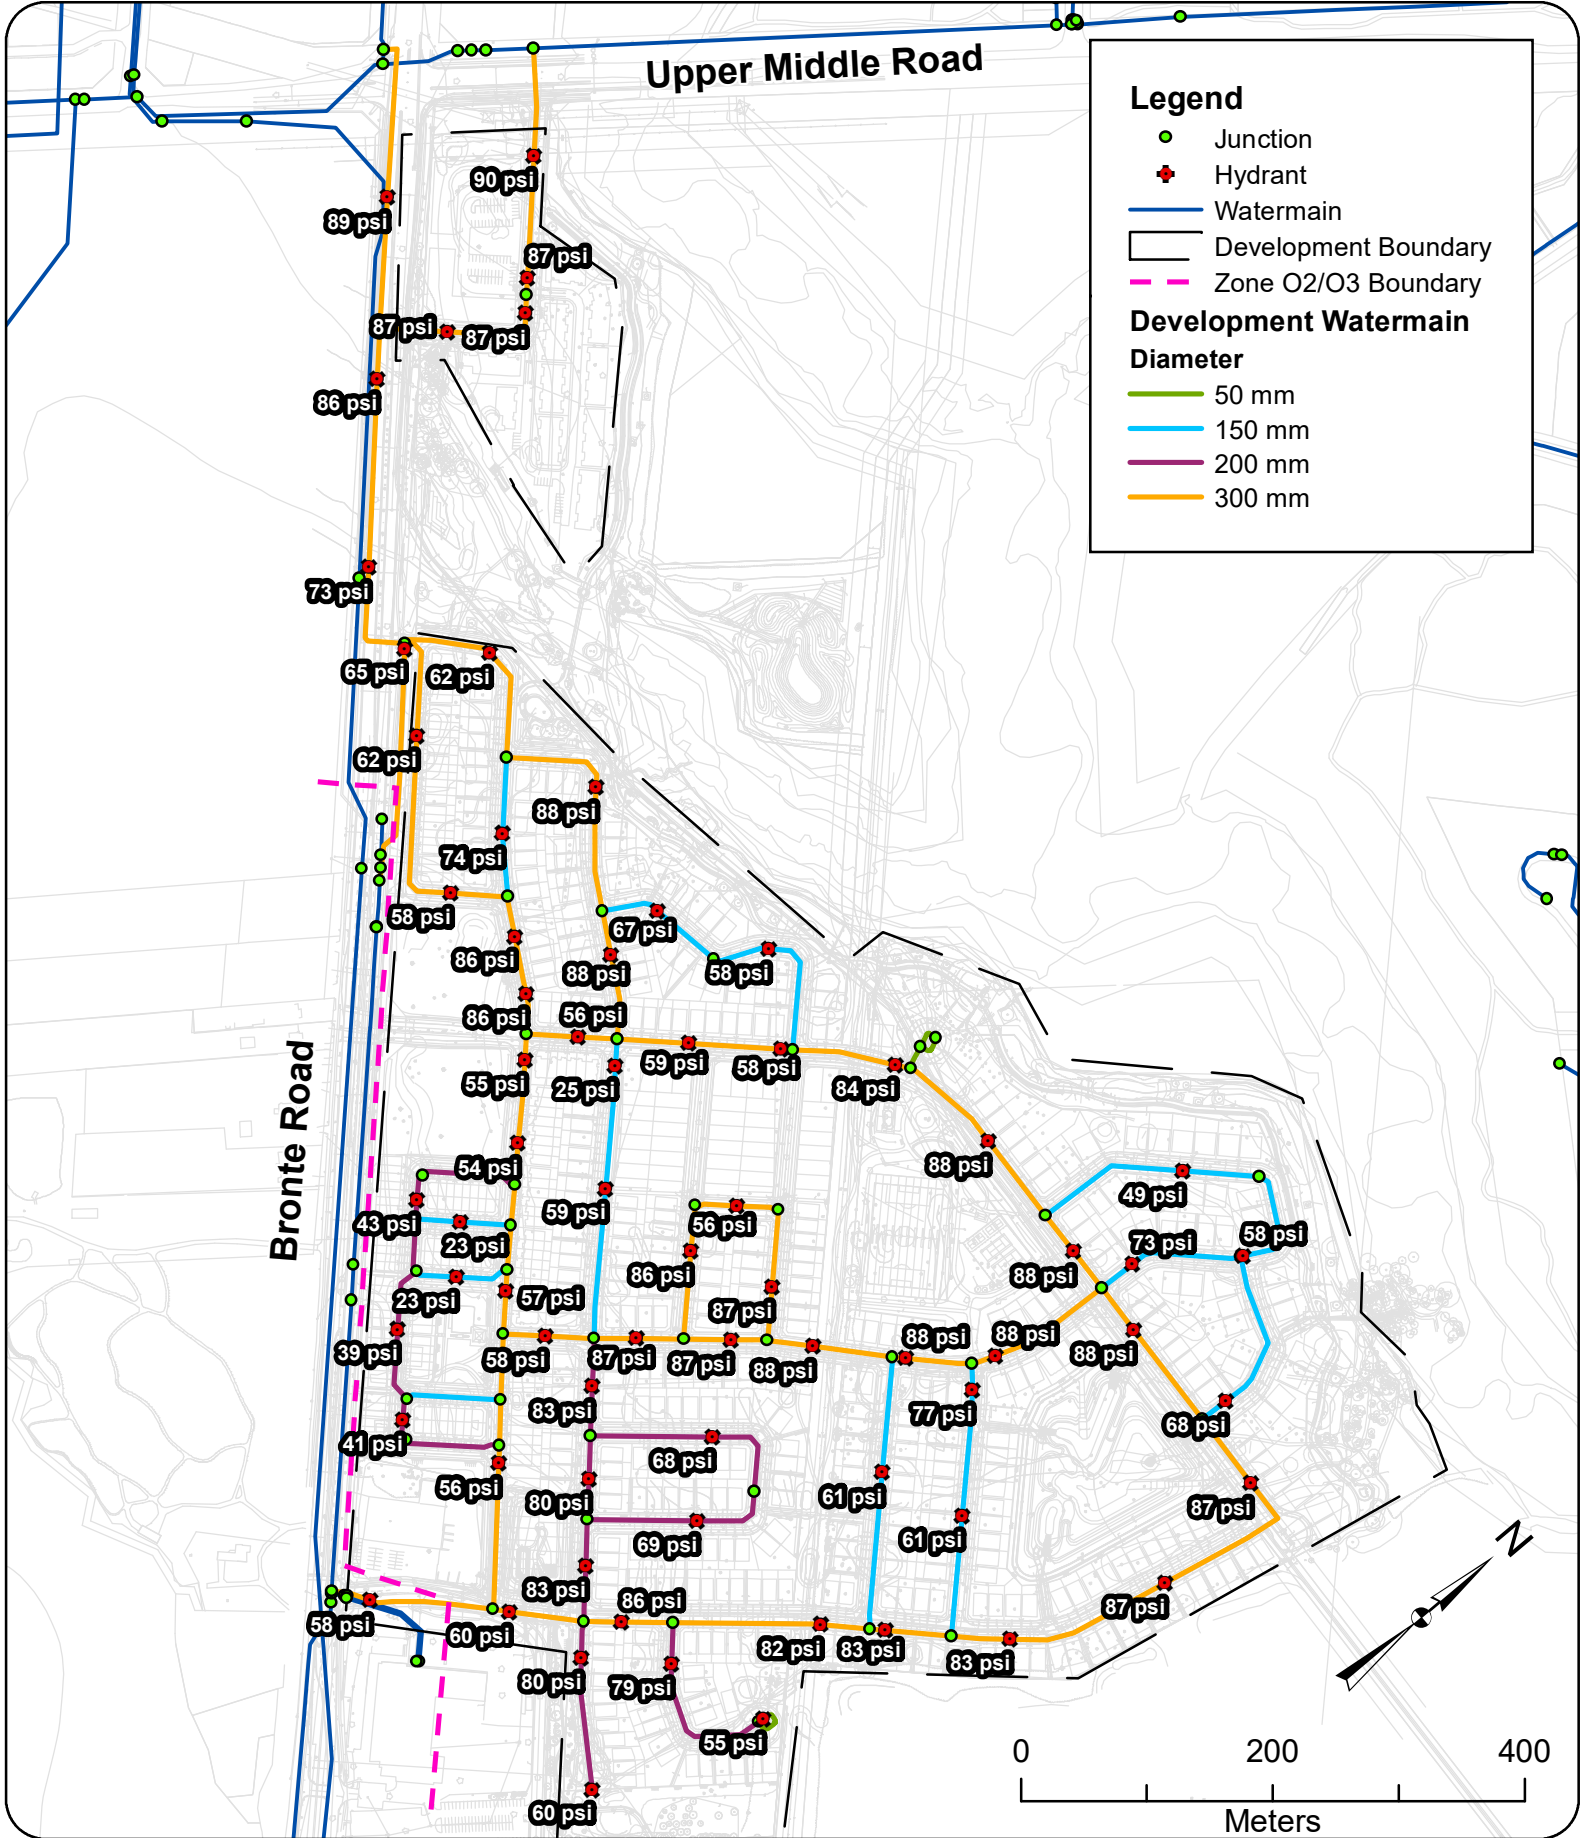 Upper Middle Road
Legend
Junction
Hydrant
Watermain
Development Boundary
Zone O2/O3 Boundary
Development Watermain
Diameter
50 mm
150 mm
200 mm
300 mm
90 psi
89 psi
87 psi
87 psi
87 psi
86 psi
73 psi
65 psi
62 psi
62 psi
88 psi
74 psi
58 psi
67 psi
86 psi
88 psi
58 psi
86 psi
56 psi
59 psi
58 psi
55 psi
25 psi
84 psi
Bronte Road
54 psi
88 psi
49 psi
43 psi
59 psi
56 psi
23 psi
73 psi
58 psi
86 psi
88 psi
23 psi
57 psi
87 psi
39 psi
58 psi
87 psi
87 psi
88 psi
88 psi
88 psi
88 psi
83 psi
77 psi
68 psi
41 psi
68 psi
56 psi
80 psi
61 psi
87 psi
69 psi
61 psi
N
83 psi
86 psi
87 psi
58 psi
60 psi
82 psi
83 psi
83 psi
80 psi
79 psi
55 psi
60 psi
0 200 400
Meters